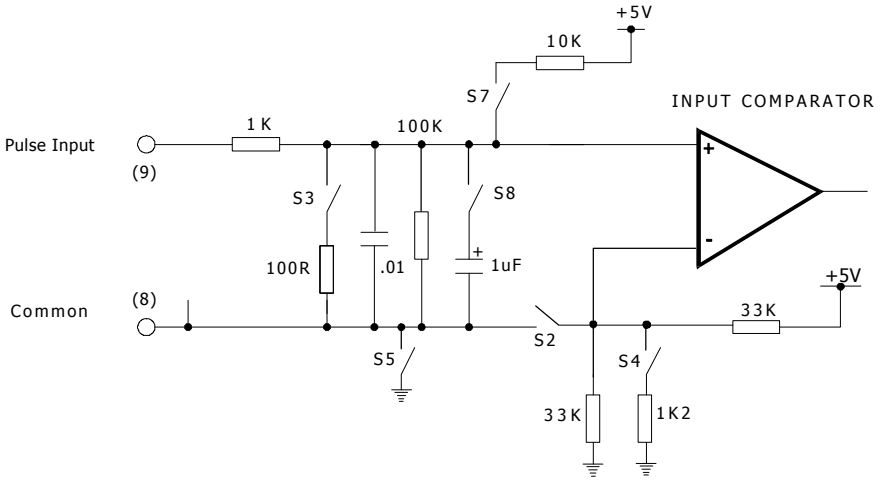 +5V
10K
S7
INPUT COMPARATOR
1K
100K
Pulse Input
+
(9)
S3
S8
+
-
100R
.01
1uF
+5V
(8)
Common
33K
S2
S5
S4
33K
1K2